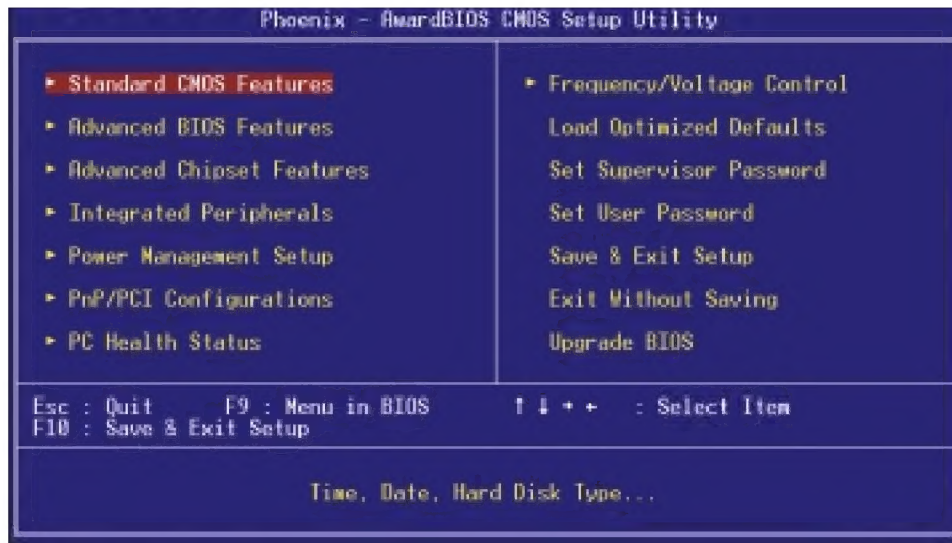 Phoenix - AwardBIOS CMOS Setup Utility
▸ Standard CMOS Features
▸ Advanced BIOS Features
▸ Advanced Chipset Features
▸ Integrated Peripherals
▸ Power Management Setup
▸ PnP/PCI Configurations
▸ PC Health Status
▸ Frequency/Voltage Control
Load Optimized Defaults
Set Supervisor Password
Set User Password
Save & Exit Setup
Exit Without Saving
Upgrade BIOS
Esc : Quit F9 : Menu in BIOS ↑ ↓ → ← : Select Item
F10 : Save & Exit Setup
Time, Date, Hard Disk Type...